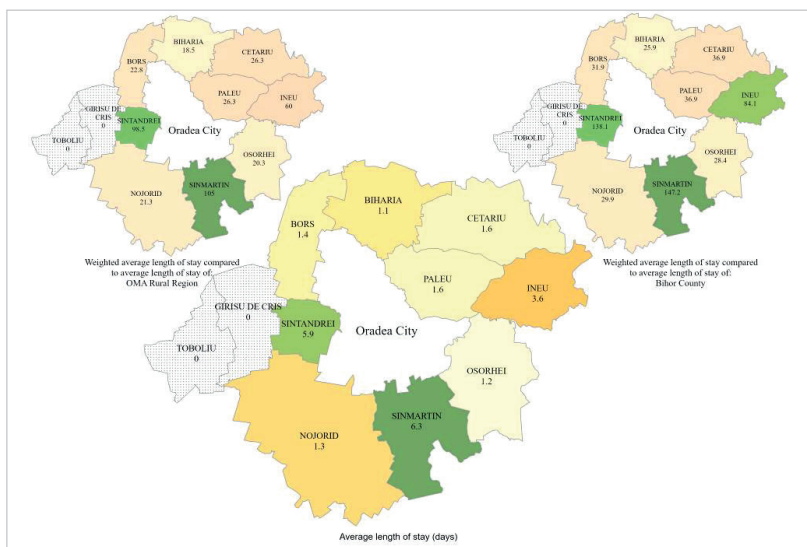 BIHARIA
18.5
BORS
22.8
CETARIU
26.3
PALEU
26.3
INEU
60
GIRISU DE
CRIS
0
SINTANDREI
98.5
Oradea City
TOBOLIU
0
OSORHEI
20.3
NOJORID
21.3
SINMARTIN
105
Weighted average length of stay compared
to average length of stay of:
OMA Rural Region
BIHARIA
25.9
BORS
31.9
CETARIU
36.9
PALEU
36.9
INEU
84.1
GIRISU DE
CRIS
0
SINTANDREI
138.1
Oradea City
TOBOLIU
0
OSORHEI
28.4
NOJORID
29.9
SINMARTIN
147.2
Weighted average length of stay compared
to average length of stay of:
Bihor County
BIHARIA
1.1
BORS
1.4
CETARIU
1.6
PALEU
1.6
INEU
3.6
GIRISU DE CRIS
0
SINTANDREI
5.9
Oradea City
TOBOLIU
0
OSORHEI
1.2
SINMARTIN
6.3
NOJORID
1.3
Average length of stay (days)